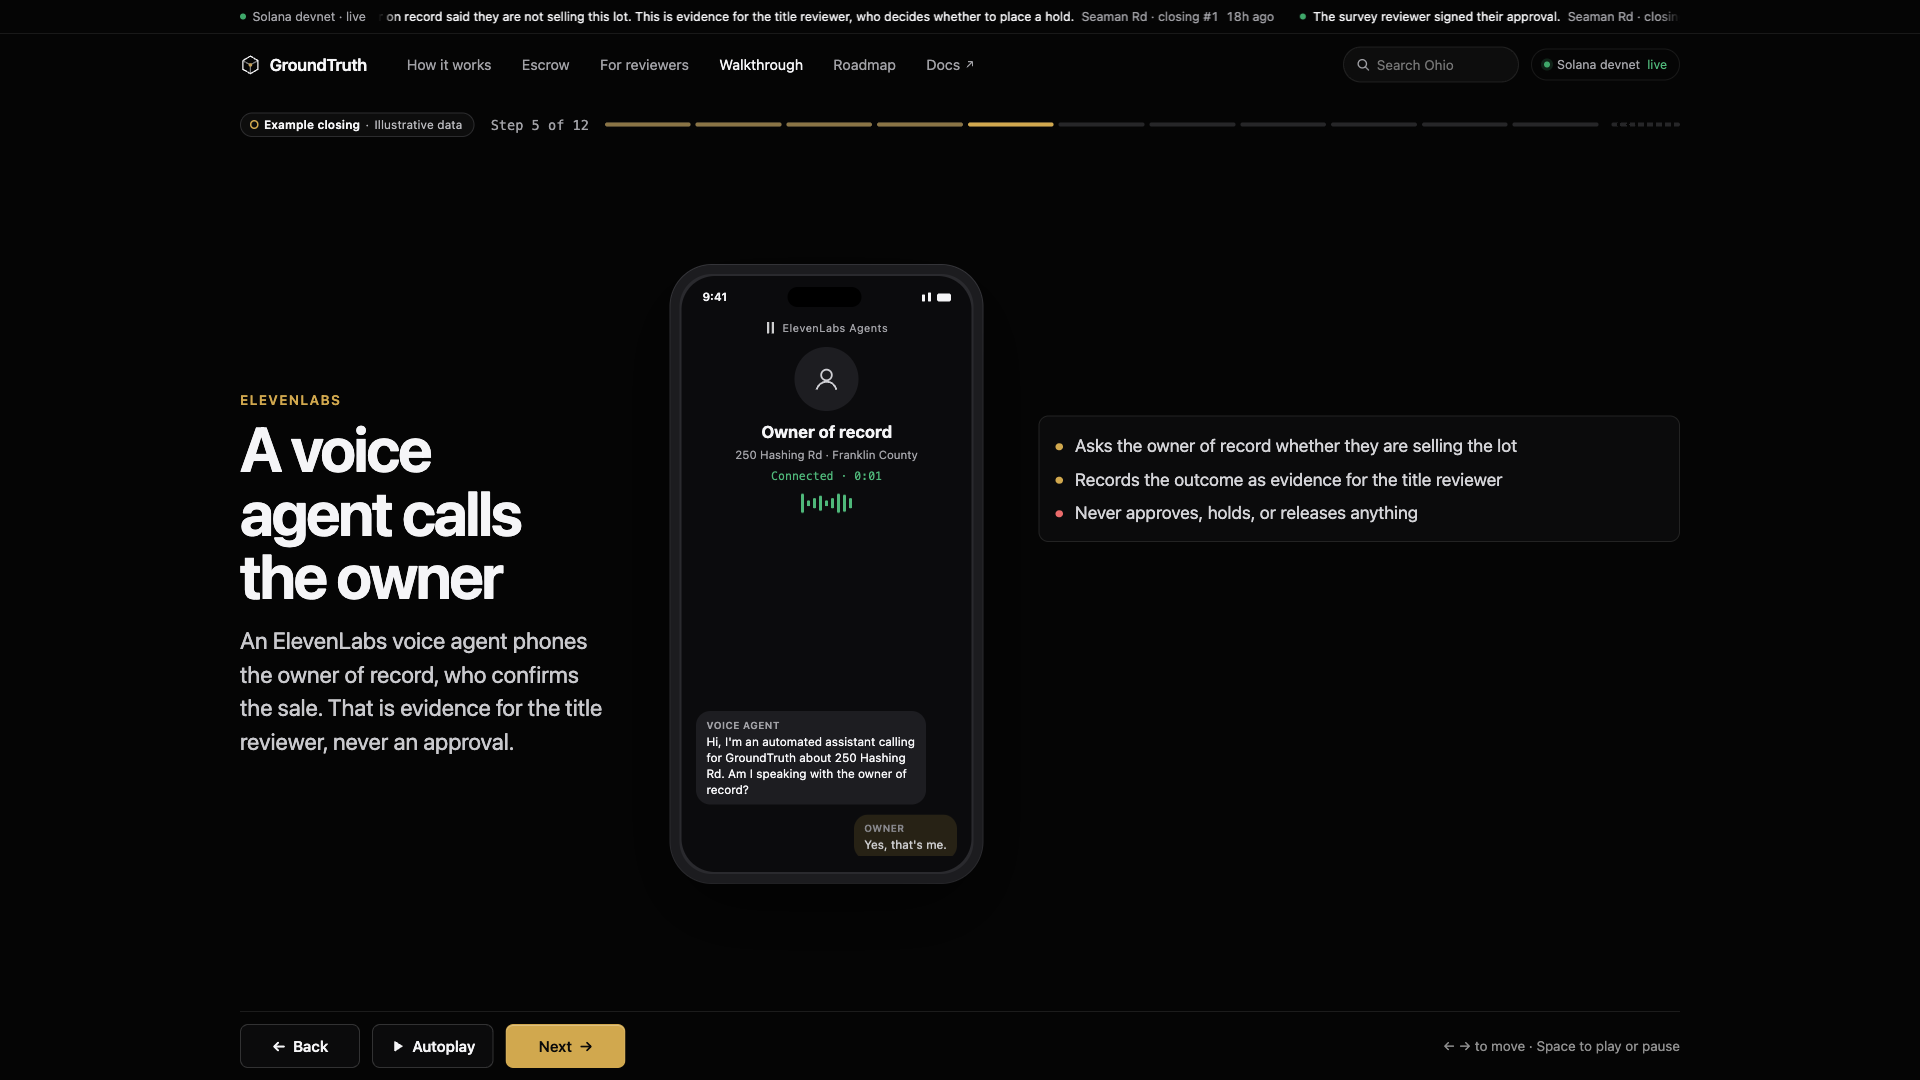 Solana devnet · live
on record said they are not selling this lot. This is evidence for the title reviewer, who decides whether to place a hold. Seaman Rd · closing #1 18h ago
The survey reviewer signed their approval. Seaman Rd ·
GroundTruth
How it works
Escrow
For reviewers
Walkthrough
Roadmap
Docs ↗
Search Ohio
Solana devnet live
Example closing · Illustrative data
Step 5 of 12
ELEVENLABS
A voice
agent calls
the owner
An ElevenLabs voice agent phones
the owner of record, who confirms
the sale. That is evidence for the title
reviewer, never an approval.
9:41
ElevenLabs Agents
Owner of record
250 Hashing Rd · Franklin County
Connected · 0:01
VOICE AGENT
Hi, I'm an automated assistant calling
for GroundTruth about 250 Hashing
Rd. Am I speaking with the owner of
record?
OWNER
Yes, that's me.
Asks the owner of record whether they are selling the lot
Records the outcome as evidence for the title reviewer
Never approves, holds, or releases anything
← Back
Autoplay
Next →
← → to move · Space to play or pause